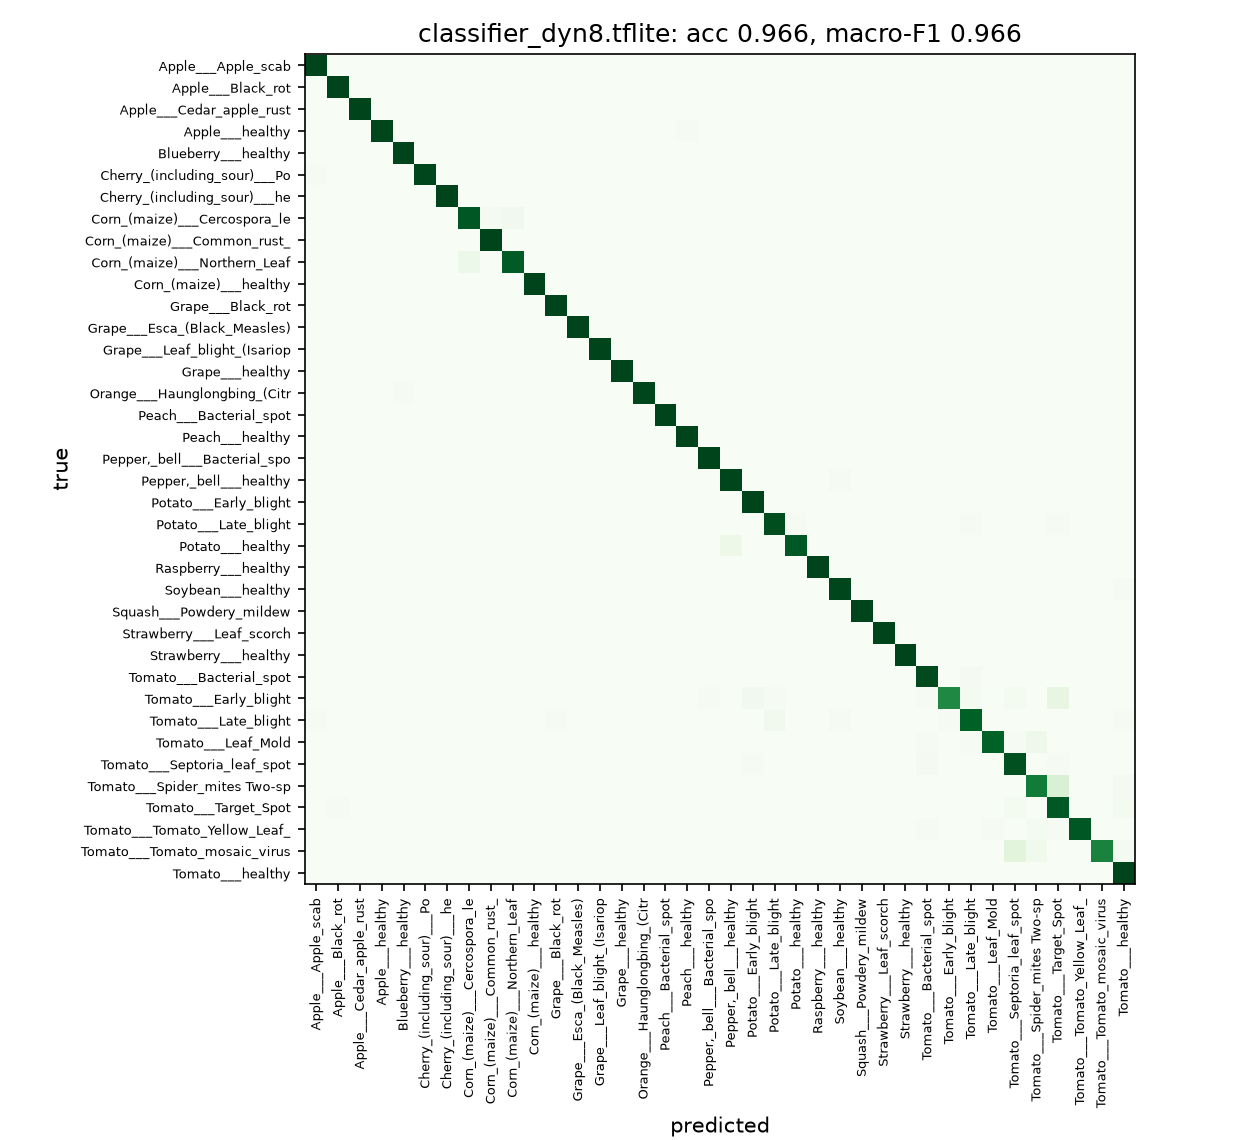 classifier_dyn8.tflite: acc 0.966, macro-F1 0.966
true
Apple___Apple_scab
Apple___Black_rot
Apple___Cedar_apple_rust
Apple___healthy
Blueberry___healthy
Cherry_(including_sour)___Po
Cherry_(including_sour)___he
Corn_(maize)___Cercospora_le
Corn_(maize)___Common_rust_
Corn_(maize)___Northern_Leaf
Corn_(maize)___healthy
Grape___Black_rot
Grape___Esca_(Black_Measles)
Grape___Leaf_blight_(Isariop
Grape___healthy
Orange___Haunglongbing_(Citr
Peach___Bacterial_spot
Peach___healthy
Pepper,_bell___Bacterial_spo
Pepper,_bell___healthy
Potato___Early_blight
Potato___Late_blight
Potato___healthy
Raspberry___healthy
Soybean___healthy
Squash___Powdery_mildew
Strawberry___Leaf_scorch
Strawberry___healthy
Tomato___Bacterial_spot
Tomato___Early_blight
Tomato___Late_blight
Tomato___Leaf_Mold
Tomato___Septoria_leaf_spot
Tomato___Spider_mites Two-sp
Tomato___Target_Spot
Tomato___Tomato_Yellow_Leaf_
Tomato___Tomato_mosaic_virus
Tomato___healthy
Apple___Apple_scab
Apple___Black_rot
Apple___Cedar_apple_rust
Apple___healthy
Blueberry___healthy
Cherry_(including_sour)___Po
Cherry_(including_sour)___he
Corn_(maize)___Cercospora_le
Corn_(maize)___Common_rust_
Corn_(maize)___Northern_Leaf
Corn_(maize)___healthy
Grape___Black_rot
Grape___Esca_(Black_Measles)
Grape___Leaf_blight_(Isariop
Grape___healthy
Orange___Haunglongbing_(Citr
Peach___Bacterial_spot
Peach___healthy
Pepper,_bell___Bacterial_spo
Pepper,_bell___healthy
Potato___Early_blight
Potato___Late_blight
Potato___healthy
Raspberry___healthy
Soybean___healthy
Squash___Powdery_mildew
Strawberry___Leaf_scorch
Strawberry___healthy
Tomato___Bacterial_spot
Tomato___Early_blight
Tomato___Late_blight
Tomato___Leaf_Mold
Tomato___Septoria_leaf_spot
Tomato___Spider_mites Two-sp
Tomato___Target_Spot
Tomato___Tomato_Yellow_Leaf_
Tomato___Tomato_mosaic_virus
Tomato___healthy
predicted